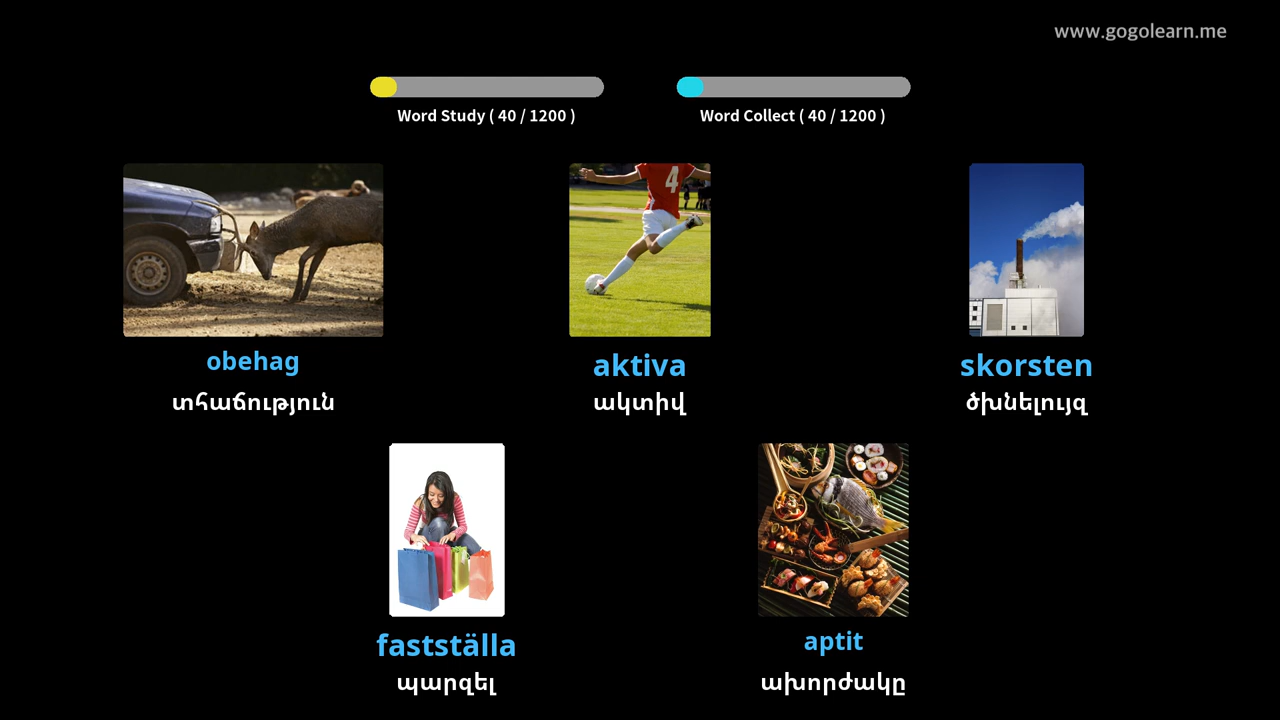 www.gogolearn.me
Word Study ( 40 / 1200 )
Word Collect ( 40 / 1200 )
obehag
տհաճություն
aktiva
ակտիվ
skorsten
ծխնելույզ
fastställa
պարզել
aptit
ախորժակը
4